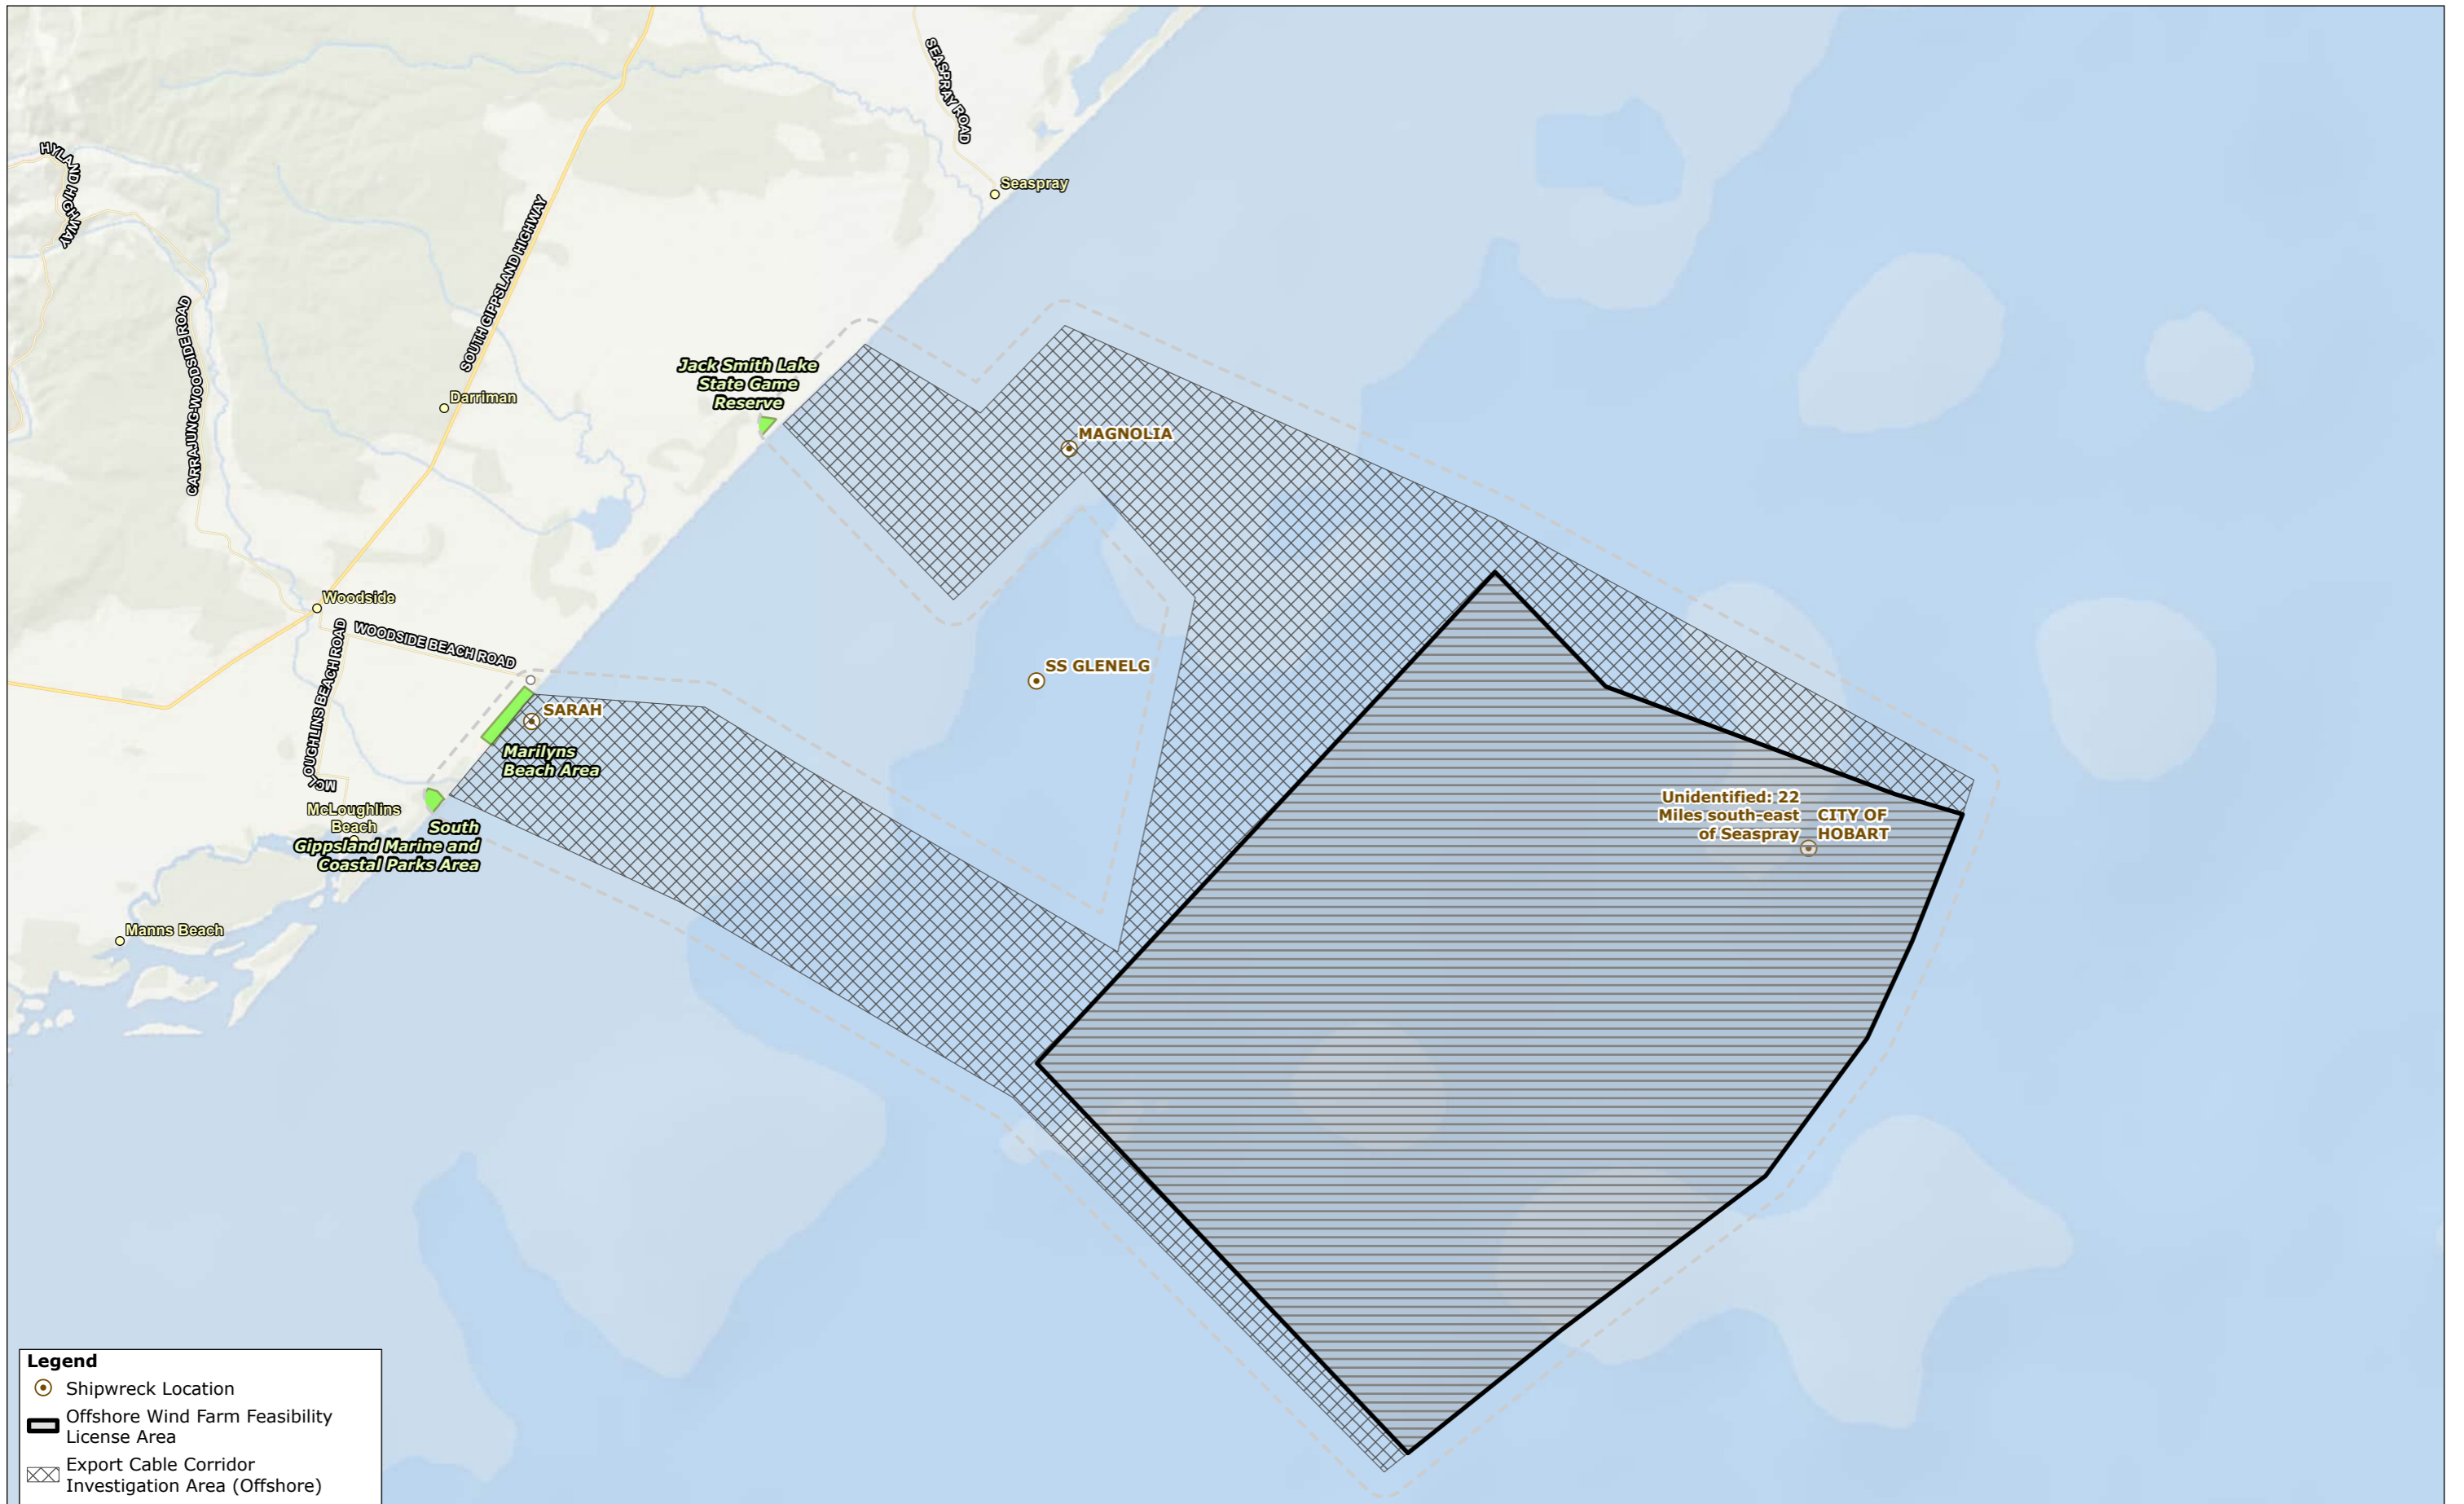 SEASPRAY ROAD
HYLAND HIGHWAY
Seaspray
SOUTH GIPPSLAND HIGHWAY
CARRAJUNG-WOODSIDE ROAD
Jack Smith Lake
State Game
Reserve
Darriman
MAGNOLIA
Woodside
WOODSIDE BEACH ROAD
SS GLENELG
MCLOUGHLINS BEACH ROAD
SARAH
Marilyns
Beach Area
McLoughlins
Beach
South
Gippsland Marine and
Coastal Parks Area
Unidentified: 22
Miles south-east
of Seaspray
CITY OF
HOBART
Manns Beach
Legend
Shipwreck Location
Offshore Wind Farm Feasibility
License Area
Export Cable Corridor
Investigation Area (Offshore)